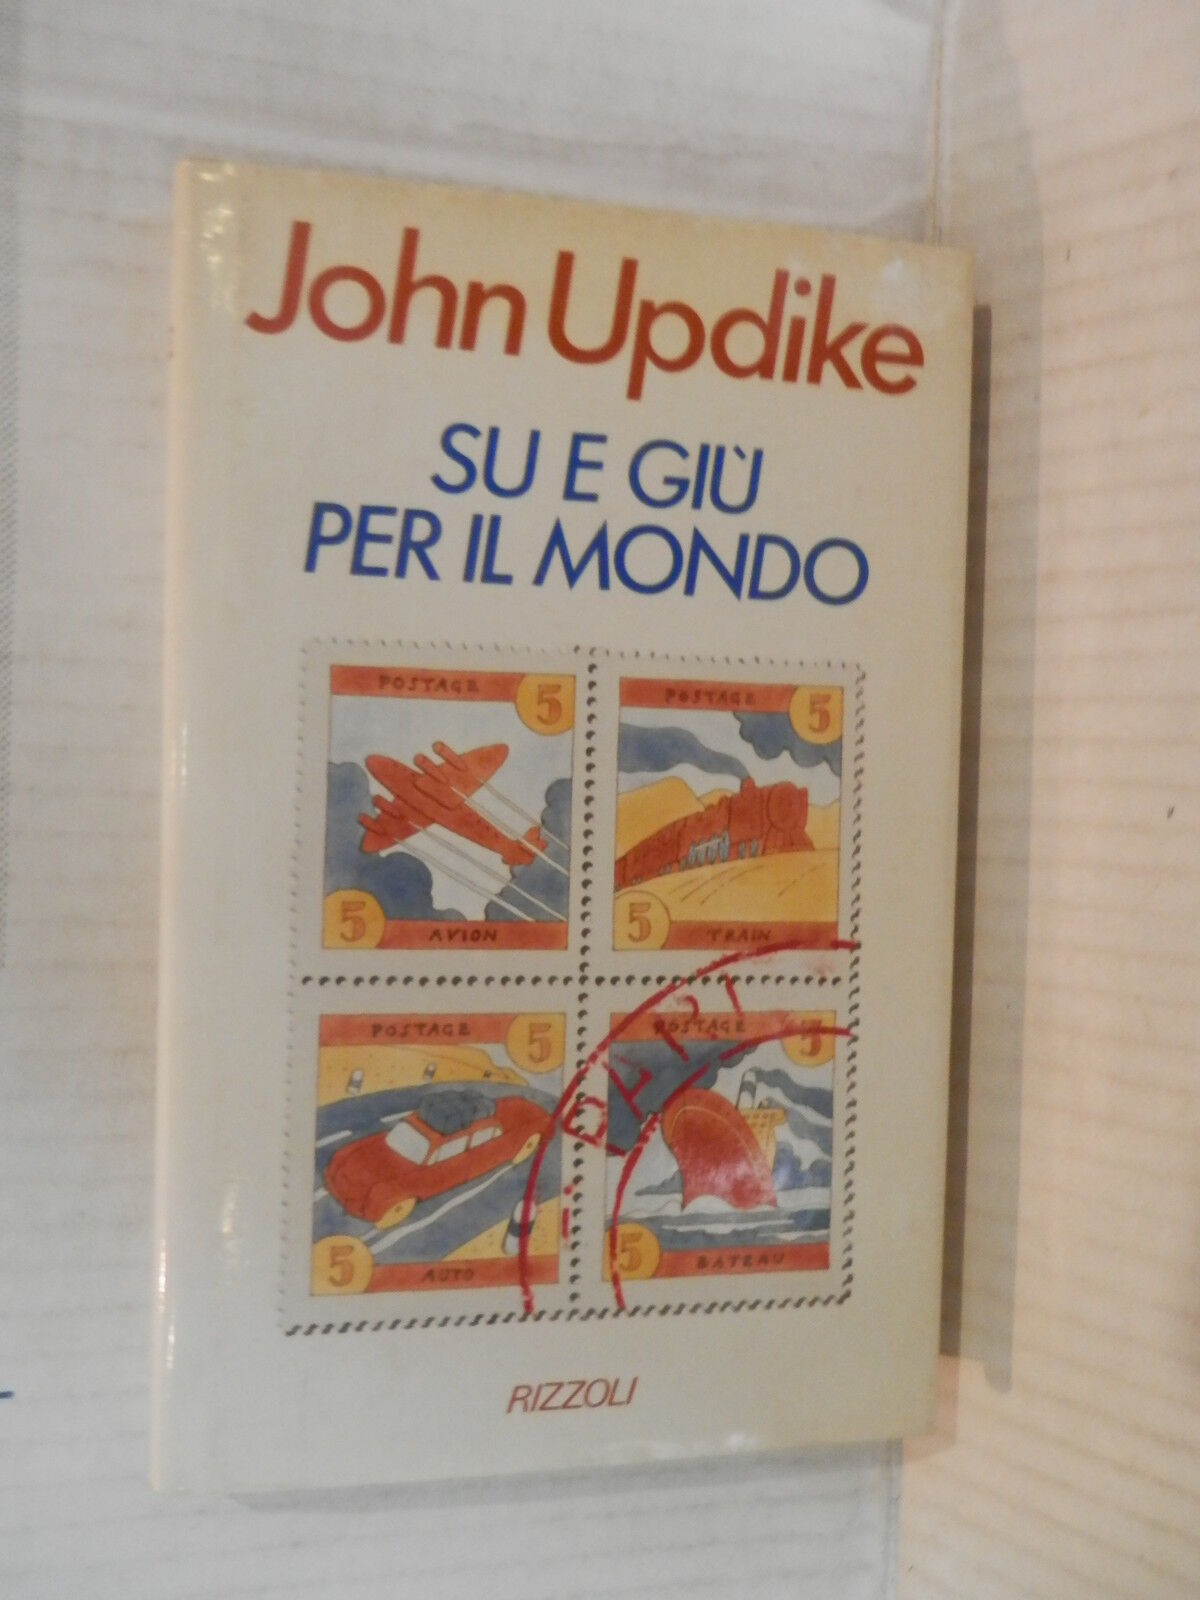 John Updike
SU E GIÙ
PER IL MONDO
POSTAGE 5
5 AVION
POSTAGE 5
5 TRAIN
POSTAGE 5
5 AUTO
POSTAGE 5
5 BATEAU
RIZZOLI